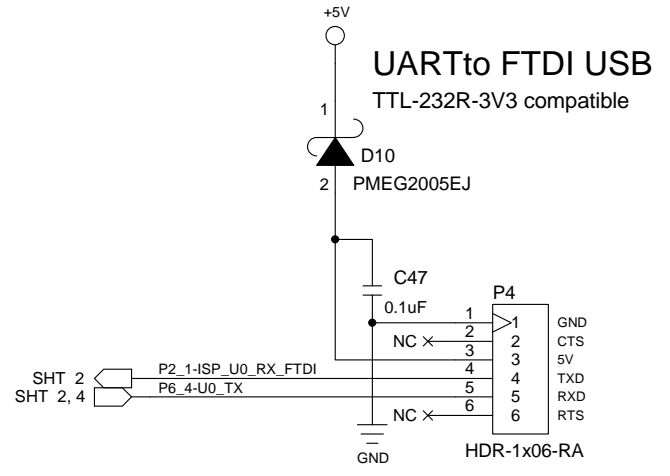 +5V
UARTto FTDI USB
TTL-232R-3V3 compatible
1
D10
2
PMEG2005EJ
C47
0.1uF
P4
1
1
GND
NC
2
2
CTS
3
3
5V
SHT 2
P2_1-ISP_U0_RX_FTDI
4
4
TXD
SHT 2, 4
P6_4-U0_TX
5
5
RXD
NC
6
6
RTS
GND
HDR-1x06-RA